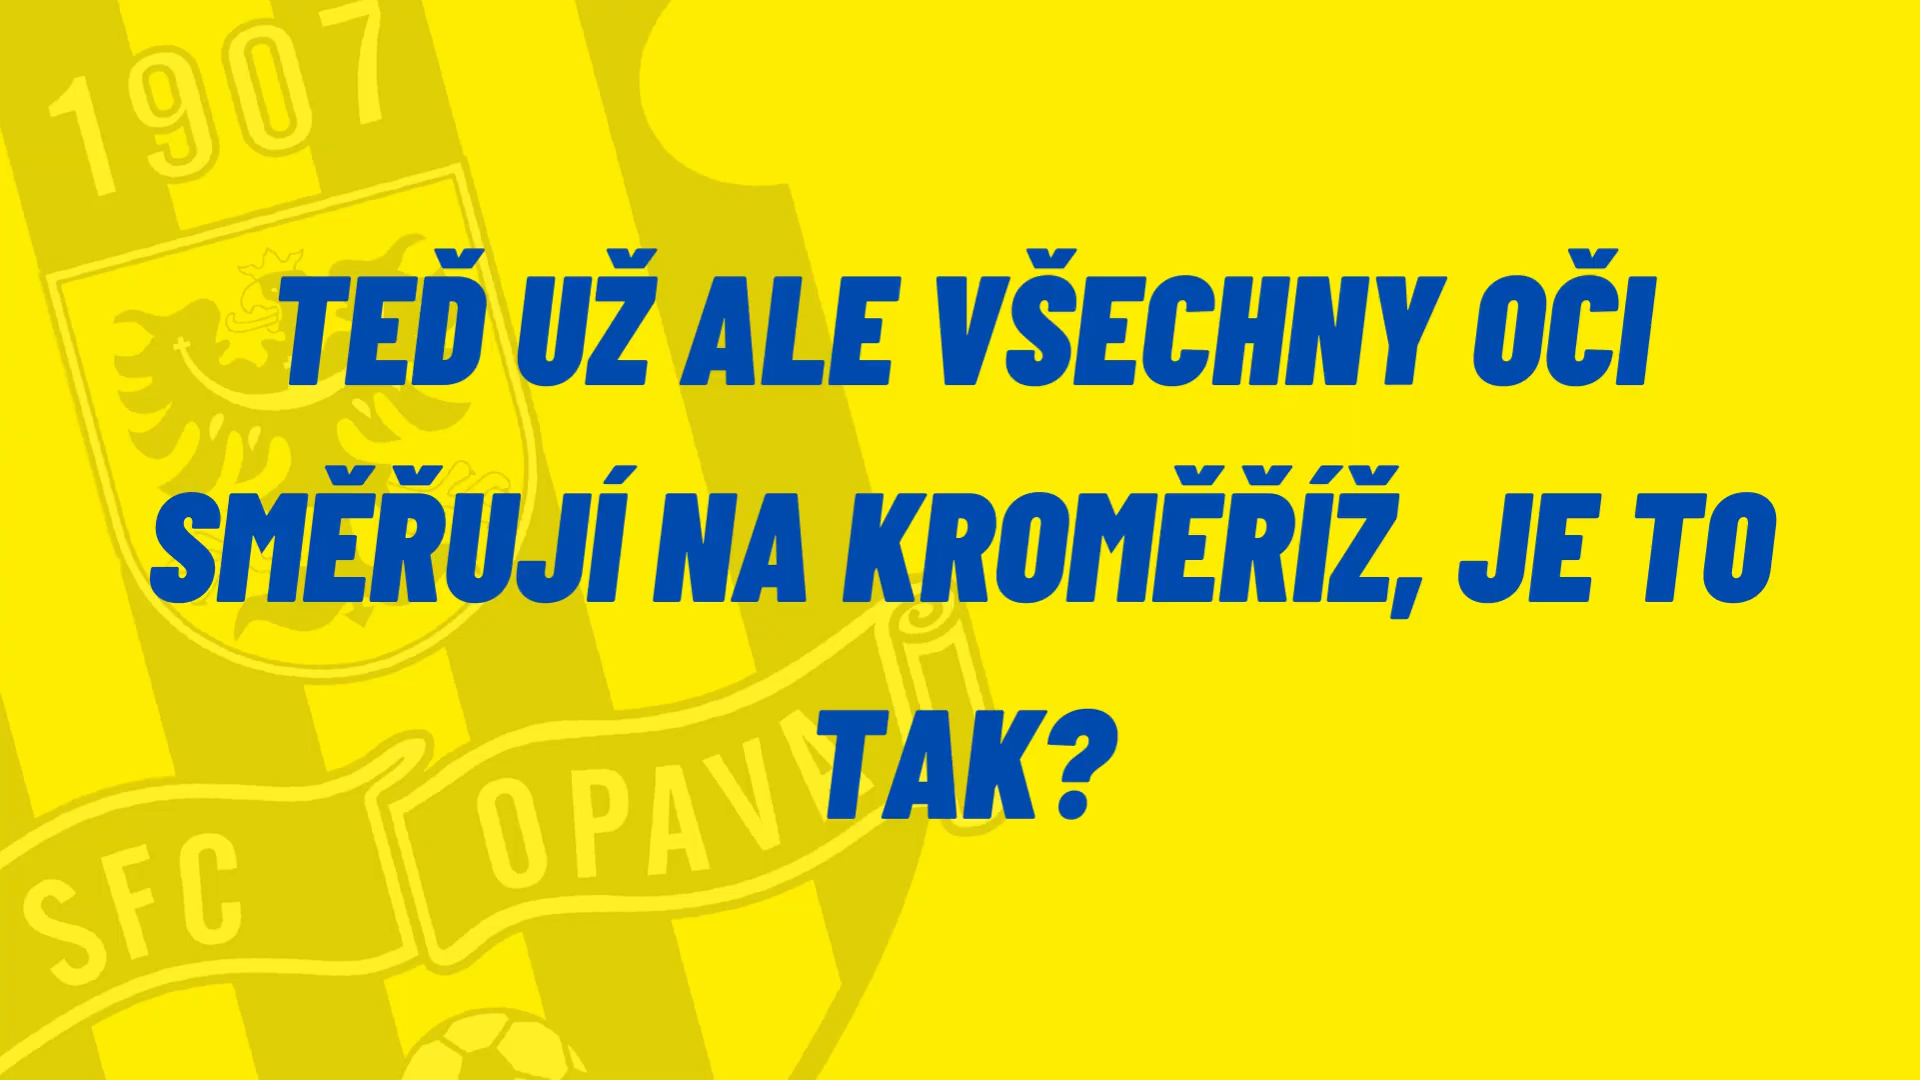 1907
TEĎ UŽ ALE VŠECHNY OČI
SMĚŘUJÍ NA KROMĚŘÍŽ, JE TO
TAK?
SFC OPAVA